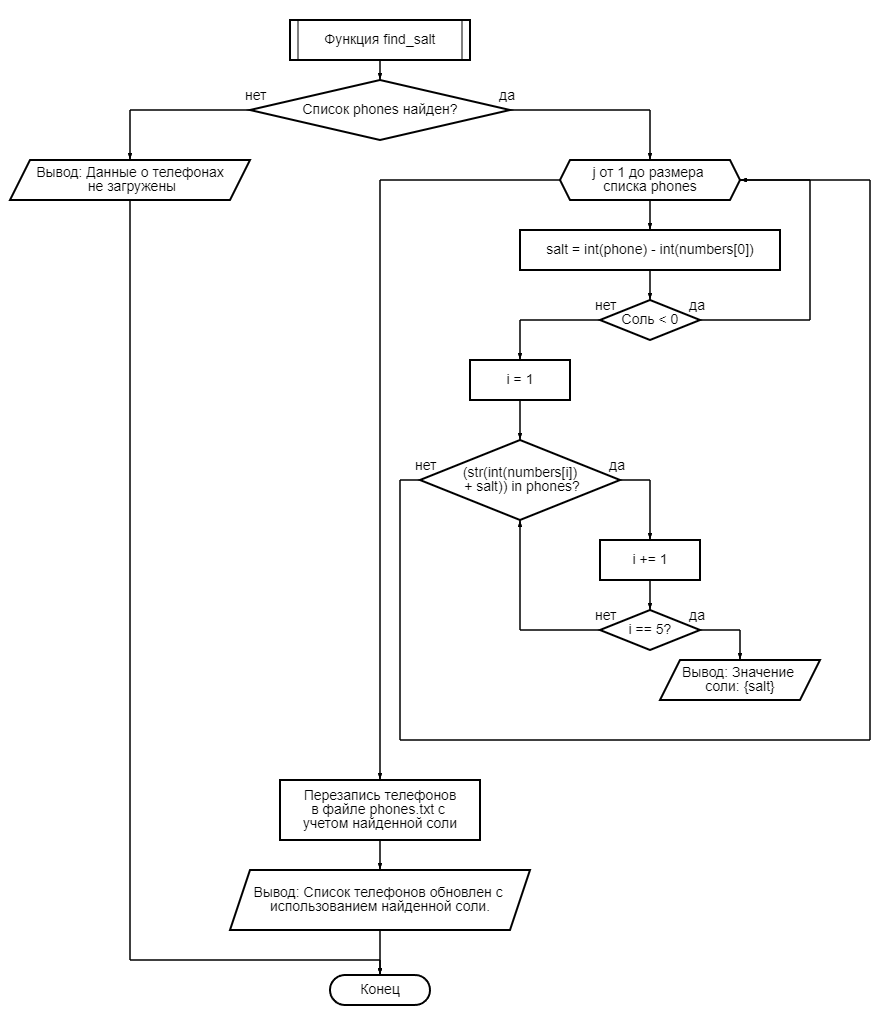 Функция find_salt
нет
да
Список phones найден?
Вывод: Данные о телефонах
не загружены
j от 1 до размера
списка phones
salt = int(phone) - int(numbers[0])
нет
да
Соль < 0
i = 1
нет
да
(str(int(numbers[i])
+ salt)) in phones?
i += 1
нет
да
i == 5?
Вывод: Значение
соли: {salt}
Перезапись телефонов
в файле phones.txt с
учетом найденной соли
Вывод: Список телефонов обновлен с
использованием найденной соли.
Конец